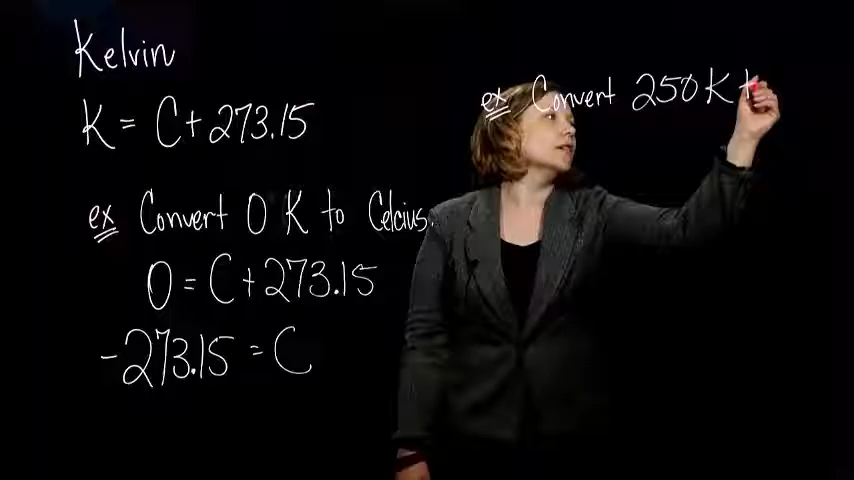 Kelvin
K = C + 273.15
ex Convert 0 K to Celcius.
0 = C + 273.15
-273.15 = C
ex Convert 250 K t